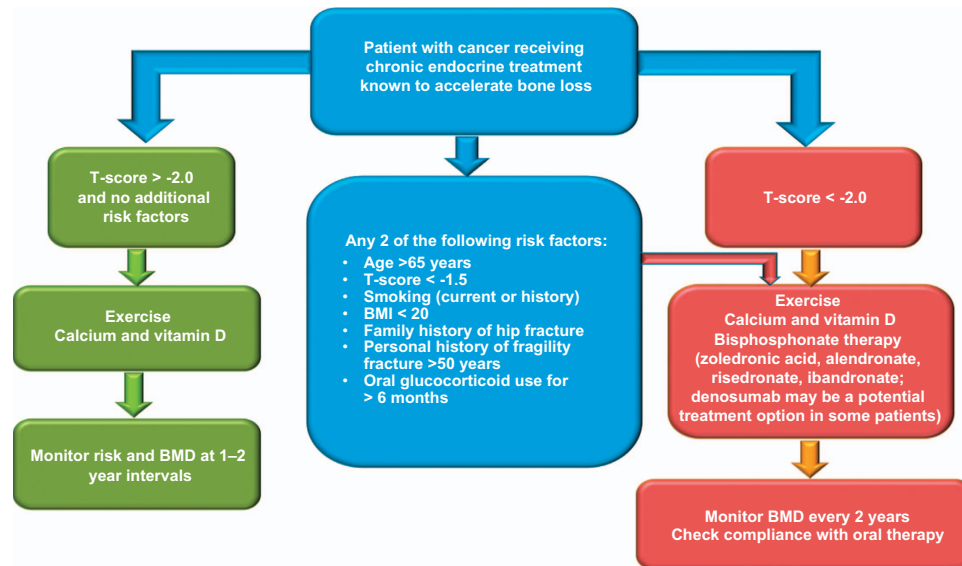 Patient with cancer receiving
chronic endocrine treatment
known to accelerate bone loss
T-score > -2.0
and no additional
risk factors
Exercise
Calcium and vitamin D
Monitor risk and BMD at 1–2
year intervals
Any 2 of the following risk factors:
• Age >65 years
• T-score < -1.5
• Smoking (current or history)
• BMI < 20
• Family history of hip fracture
• Personal history of fragility
fracture >50 years
• Oral glucocorticoid use for
> 6 months
T-score < -2.0
Exercise
Calcium and vitamin D
Bisphosphonate therapy
(zoledronic acid, alendronate,
risedronate, ibandronate;
denosumab may be a potential
treatment option in some patients)
Monitor BMD every 2 years
Check compliance with oral therapy